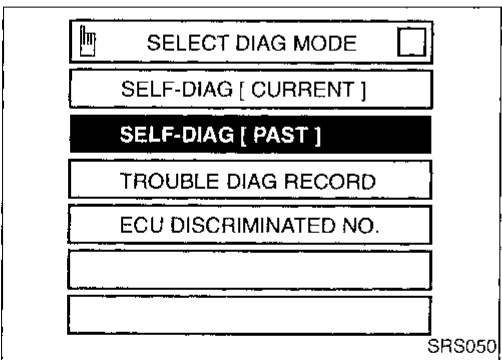 SELECT DIAG MODE
SELF-DIAG [ CURRENT ]
SELF-DIAG [ PAST ]
TROUBLE DIAG RECORD
ECU DISCRIMINATED NO.
SRS050